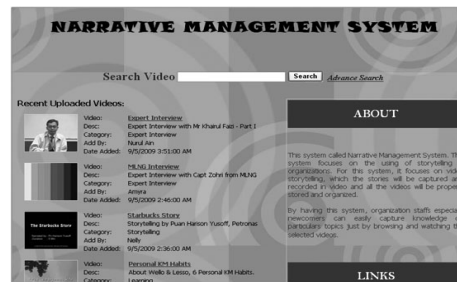 NARRATIVE MANAGEMENT SYSTEM
Search Video Search Advance Search
Recent Uploaded Videos:
Video: Expert Interview
Desc: Expert Interview with Mr Khairul Faizi - Part I
Category: Expert Interview
Add By: Nurul Ain
Date Added: 9/5/2009 3:51:00 AM
Video: MLNG Interview
Desc: Expert Interview with Capt Zohri from MLNG
Category: Expert Interview
Add By: Amyra
Date Added: 9/5/2009 2:46:00 AM
The Starbucks Story
Video: Starbucks Story
Desc: Storytelling by Puan Hanson Yusoff, Petronas
Category: Storytelling
Add By: Nelly
Date Added: 9/5/2009 2:36:00 AM
Video: Personal KM Habits
Desc: About Wello & Lesso, 6 Personal KM Habits.
Category: Learning
ABOUT
This system called Narrative Management System. Th
system focuses on the using of storytelling
organizations. For this system, it focuses on vide
storytelling, which the stories will be captured an
recorded in video and all the videos will be proper
stored and organized.
By having this system, organization staffs especial
newcomers can easily capture knowledge o
particulars topics just by browsing and watching th
selected videos.
LINKS